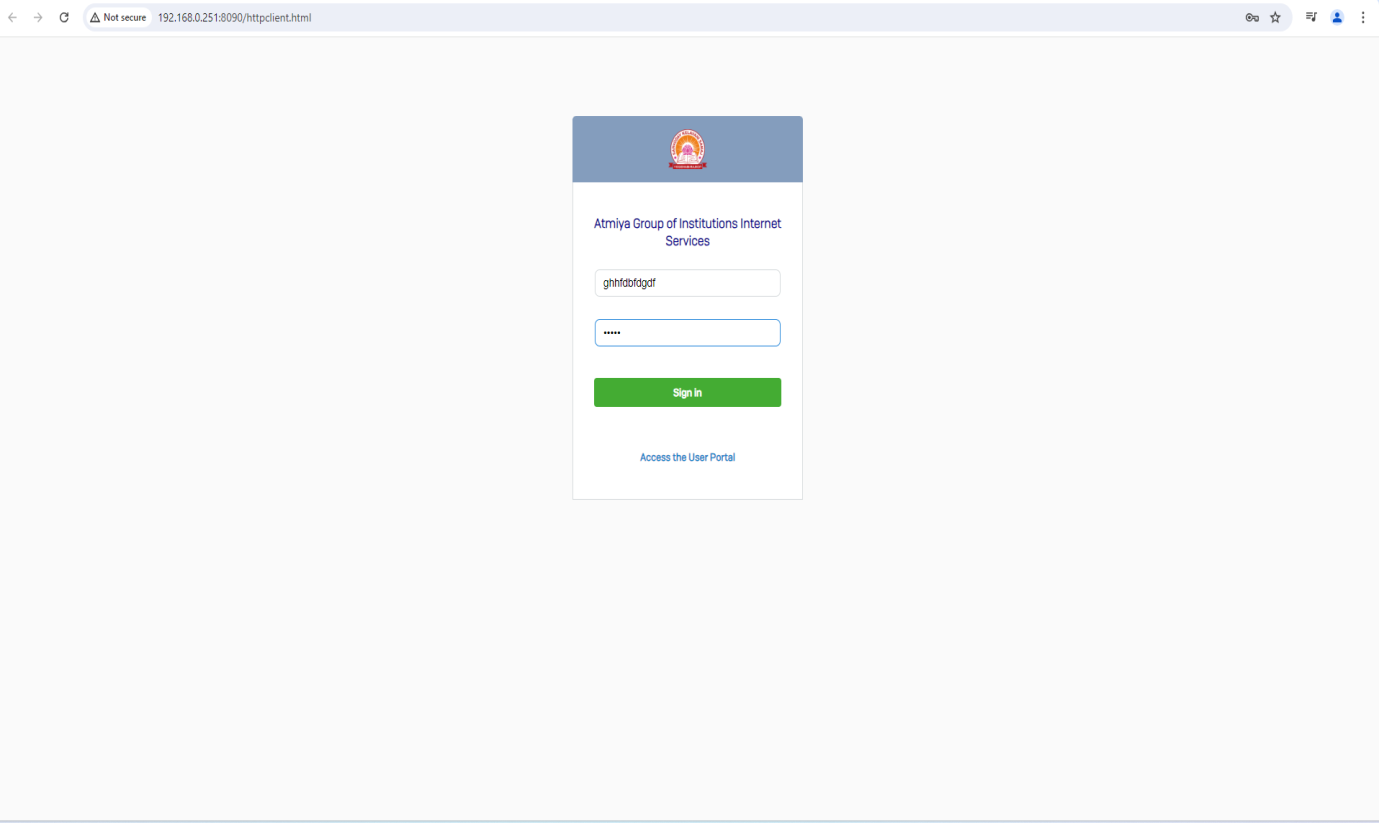 Not secure
192.168.0.251:8090/httpclient.html
Atmiya Group of Institutions Internet
Services
ghhfdbfdgdf
•••••
Sign in
Access the User Portal